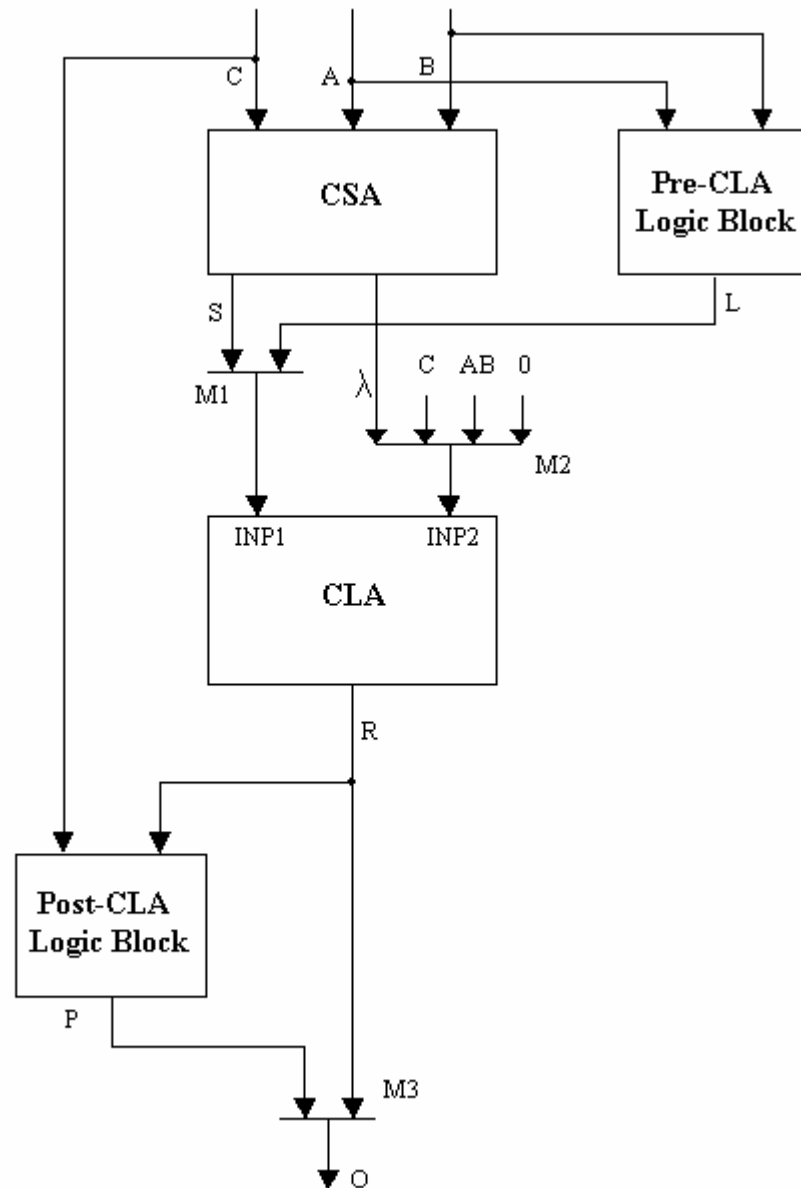 C A B
CSA
Pre-CLA
Logic Block
S
L
M1
λ
C AB 0
M2
INP1 INP2
CLA
R
Post-CLA
Logic Block
P
M3
O